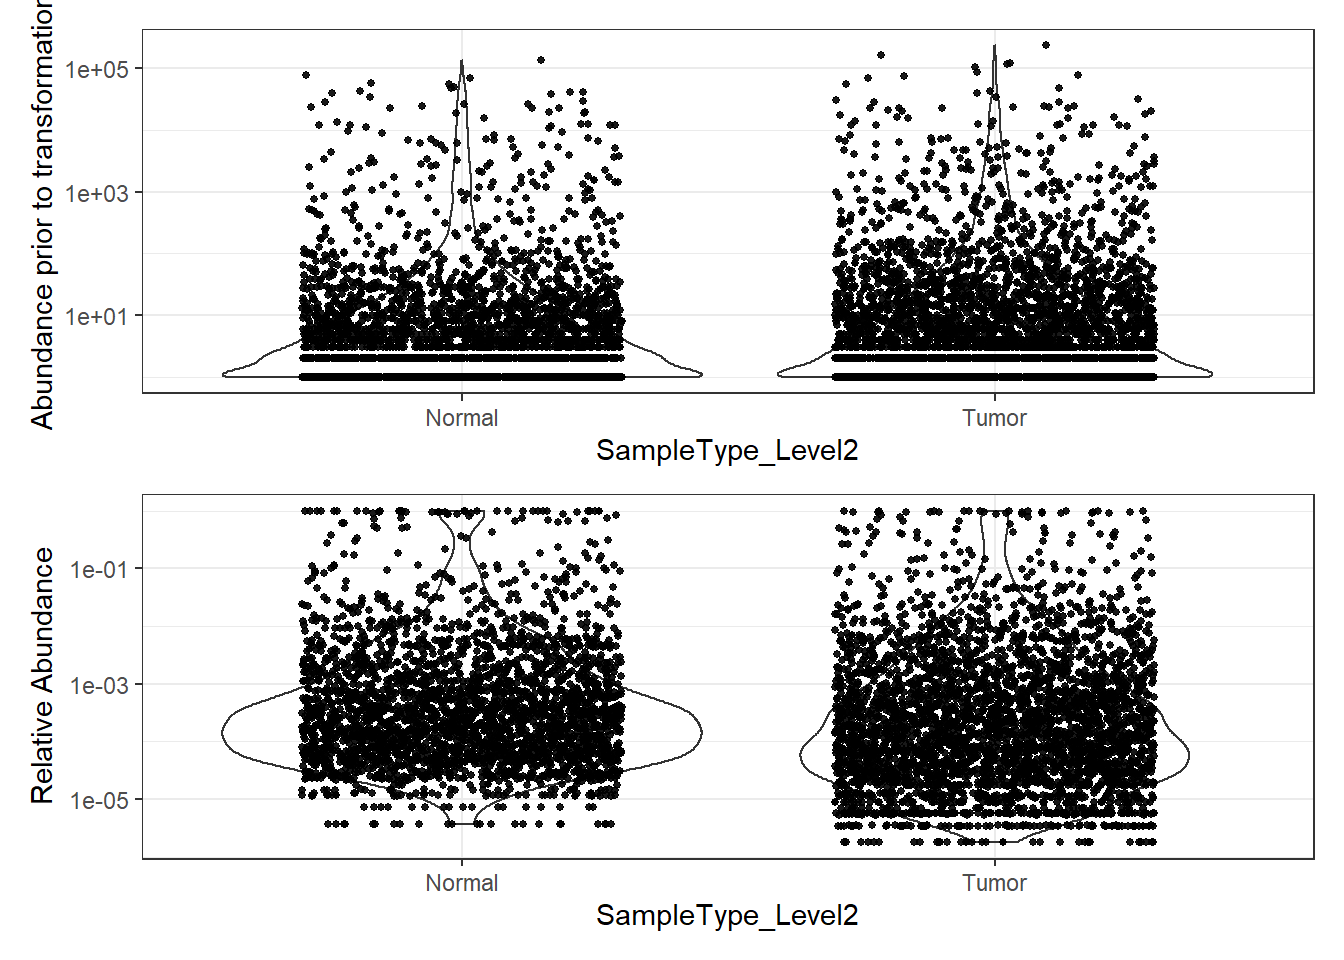 Abundance prior to transformation
1e+05
1e+03
1e+01
Normal
Tumor
SampleType_Level2
Relative Abundance
1e-01
1e-03
1e-05
Normal
Tumor
SampleType_Level2